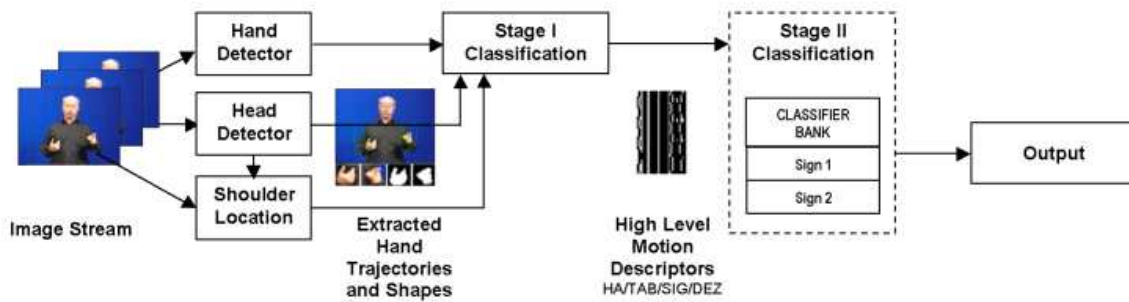 Hand
Detector
Stage I
Classification
Stage II
Classification
Head
Detector
CLASSIFIER
BANK
Sign 1
Sign 2
Output
Shoulder
Location
Image Stream
Extracted
Hand
Trajectories
and Shapes
High Level
Motion
Descriptors
HA/TAB/SIG/DEZ